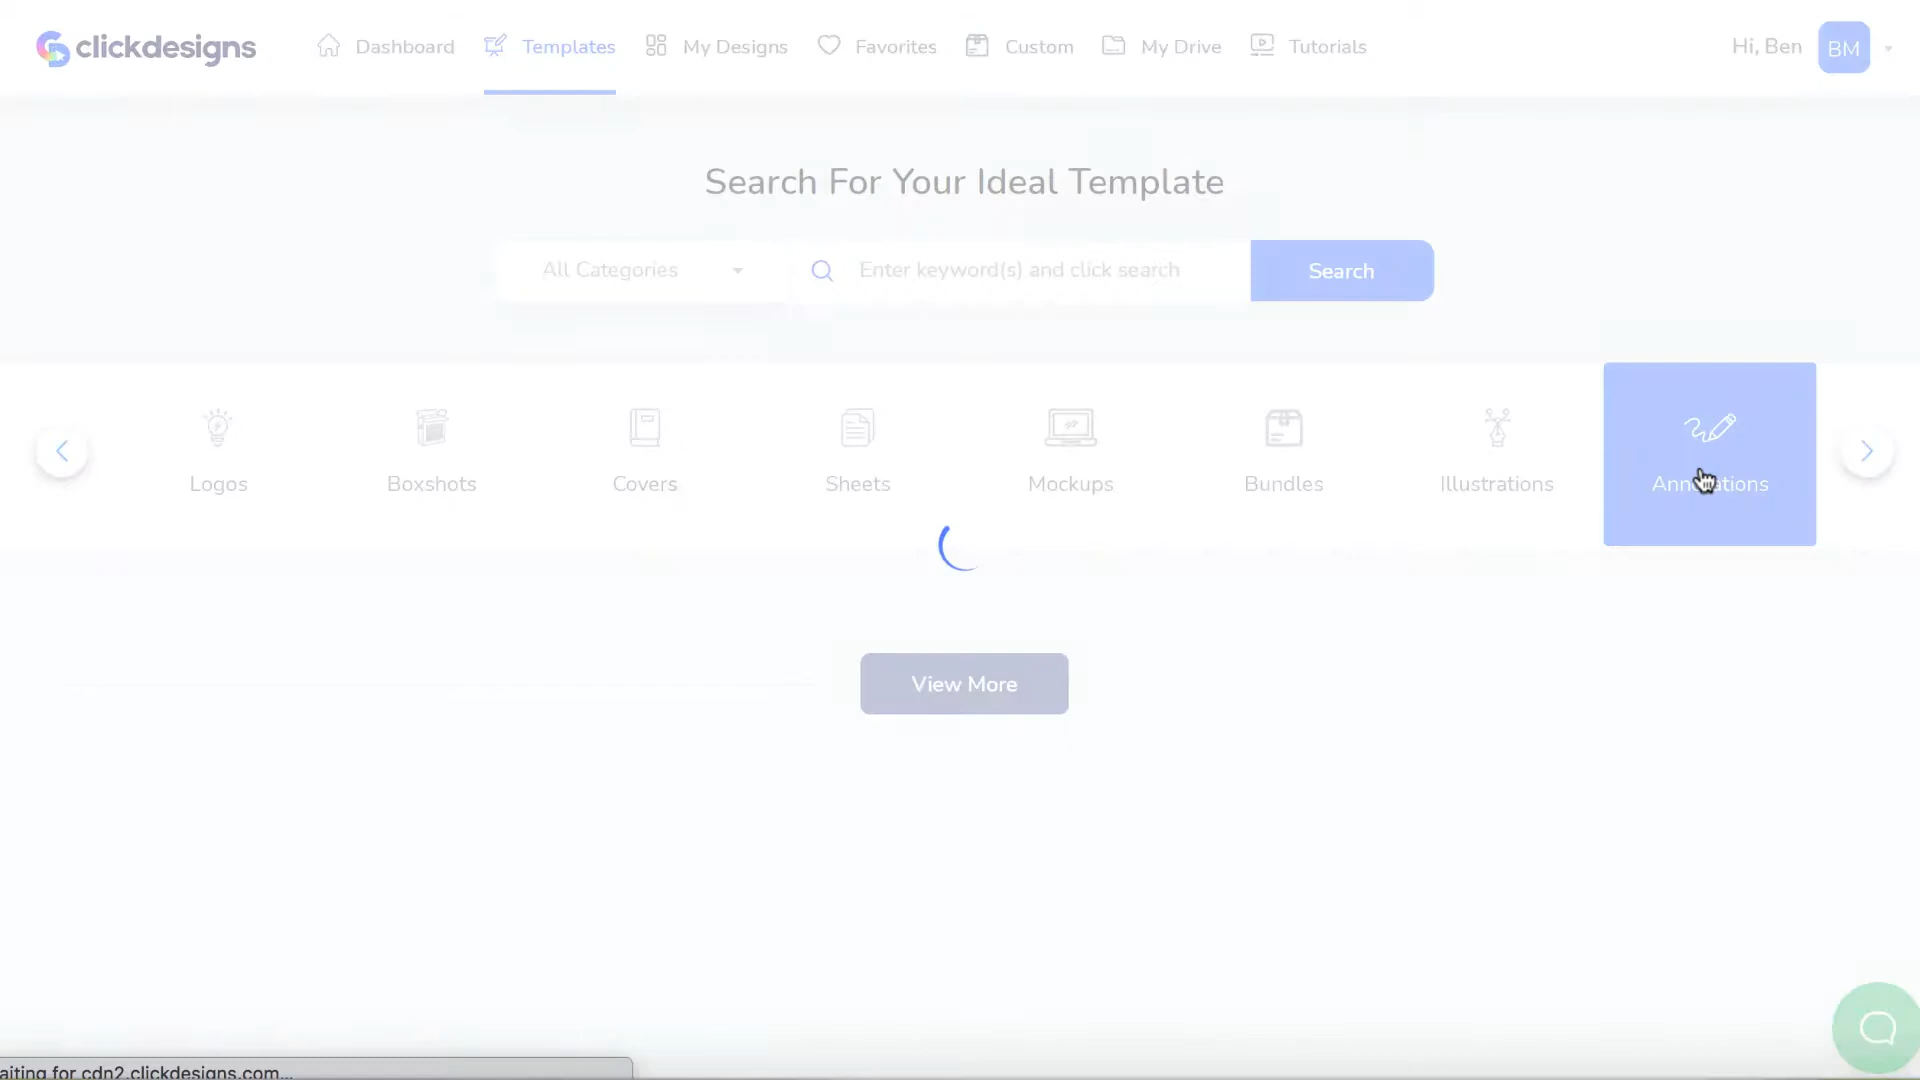 clickdesigns Dashboard Templates My Designs Favorites Custom My Drive Tutorials Hi, Ben BM
Search For Your Ideal Template
All Categories Enter keyword(s) and click search Search
Logos Boxshots Covers Sheets Mockups Bundles Illustrations Annotations
View More
aiting for cdn2.clickdesigns.com...